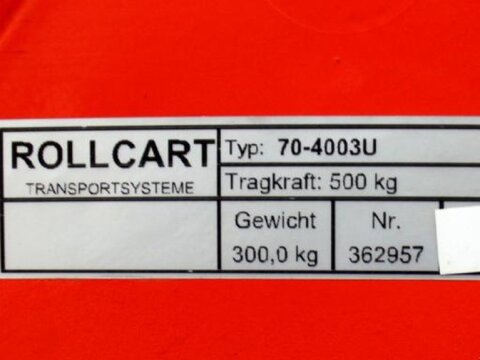 ROLLCART
TRANSPORTSYSTEME
Typ: 70-4003U
Tragkraft: 500 kg
Gewicht
300,0 kg
Nr.
362957